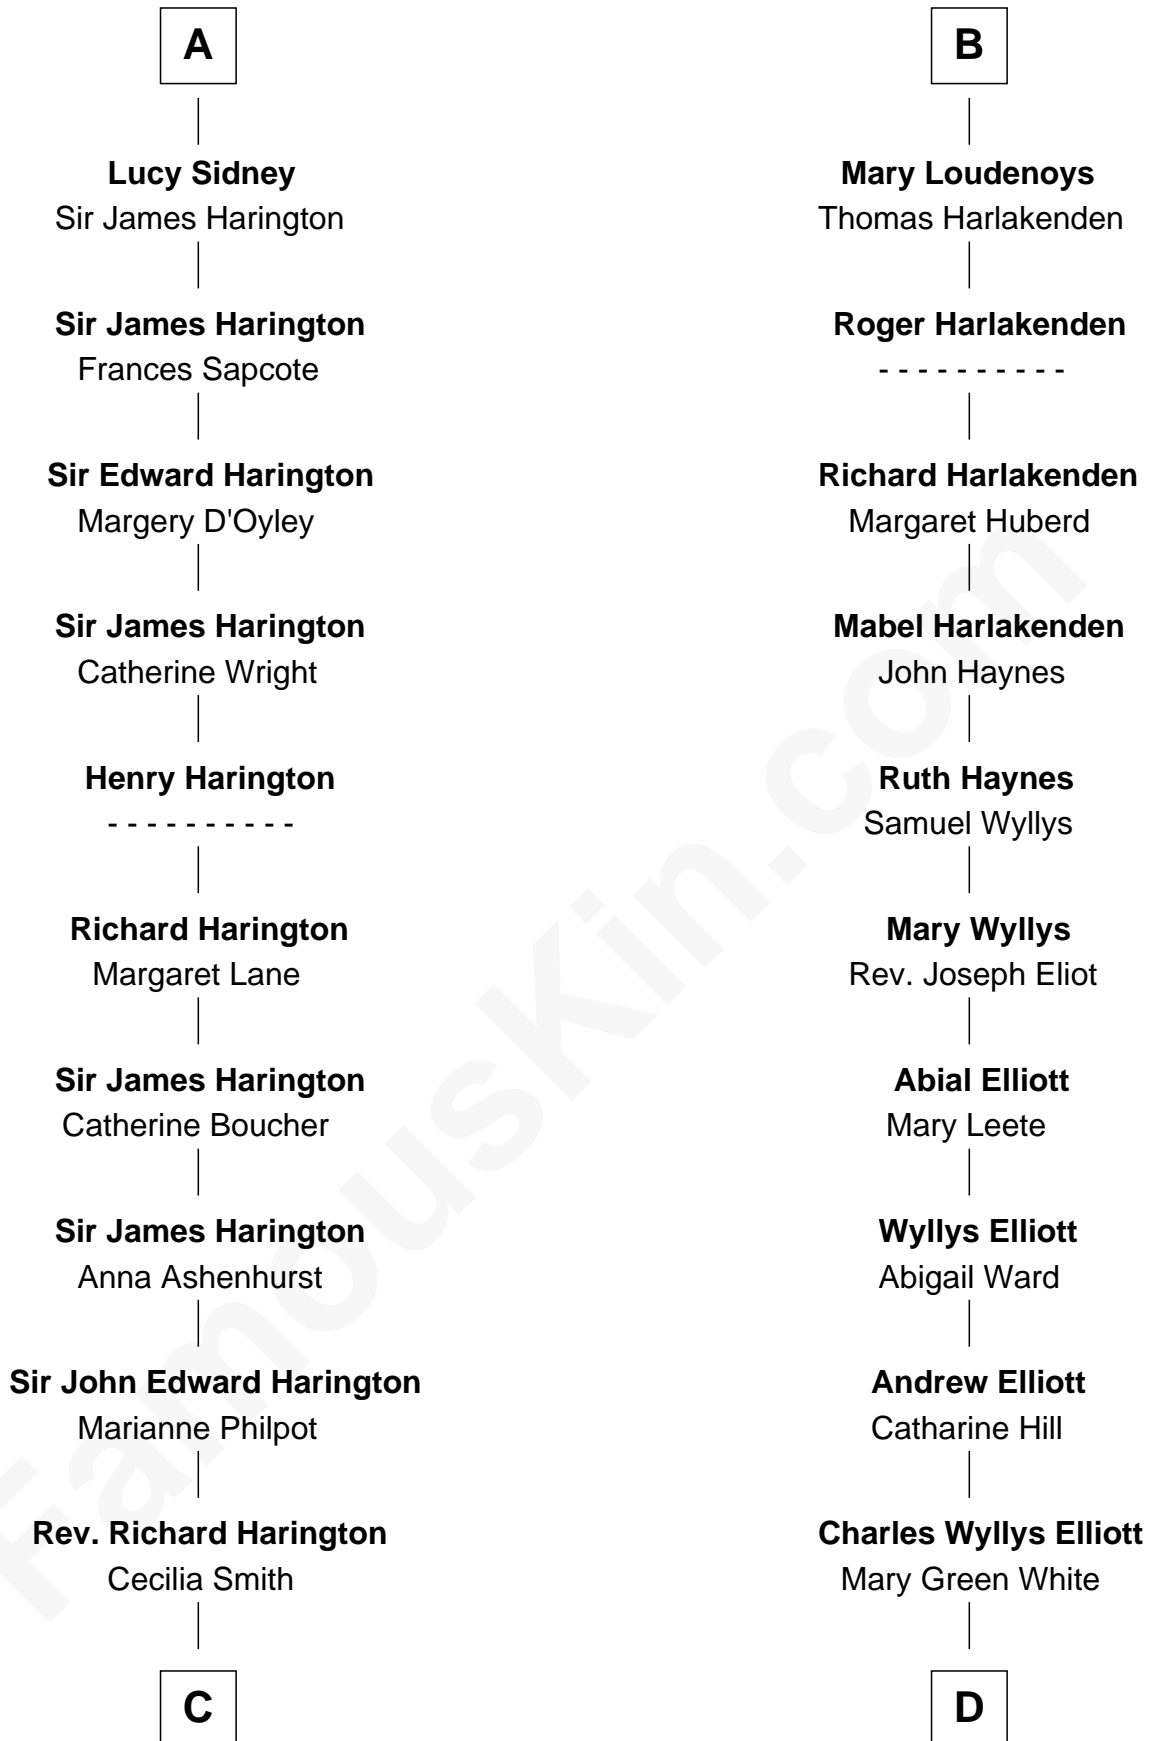 A
Lucy Sidney
Sir James Harington
Sir James Harington
Frances Sapcote
Sir Edward Harington
Margery D'Oyley
Sir James Harington
Catherine Wright
Henry Harington
- - - - - - - - - -
Richard Harington
Margaret Lane
Sir James Harington
Catherine Boucher
Sir James Harington
Anna Ashenhurst
Sir John Edward Harington
Marianne Philpot
Rev. Richard Harington
Cecilia Smith
C
B
Mary Loudenoys
Thomas Harlakenden
Roger Harlakenden
- - - - - - - - - -
Richard Harlakenden
Margaret Huberd
Mabel Harlakenden
John Haynes
Ruth Haynes
Samuel Wyllys
Mary Wyllys
Rev. Joseph Eliot
Abial Elliott
Mary Leete
Wyllys Elliott
Abigail Ward
Andrew Elliott
Catharine Hill
Charles Wyllys Elliott
Mary Green White
D
FamousKin.com